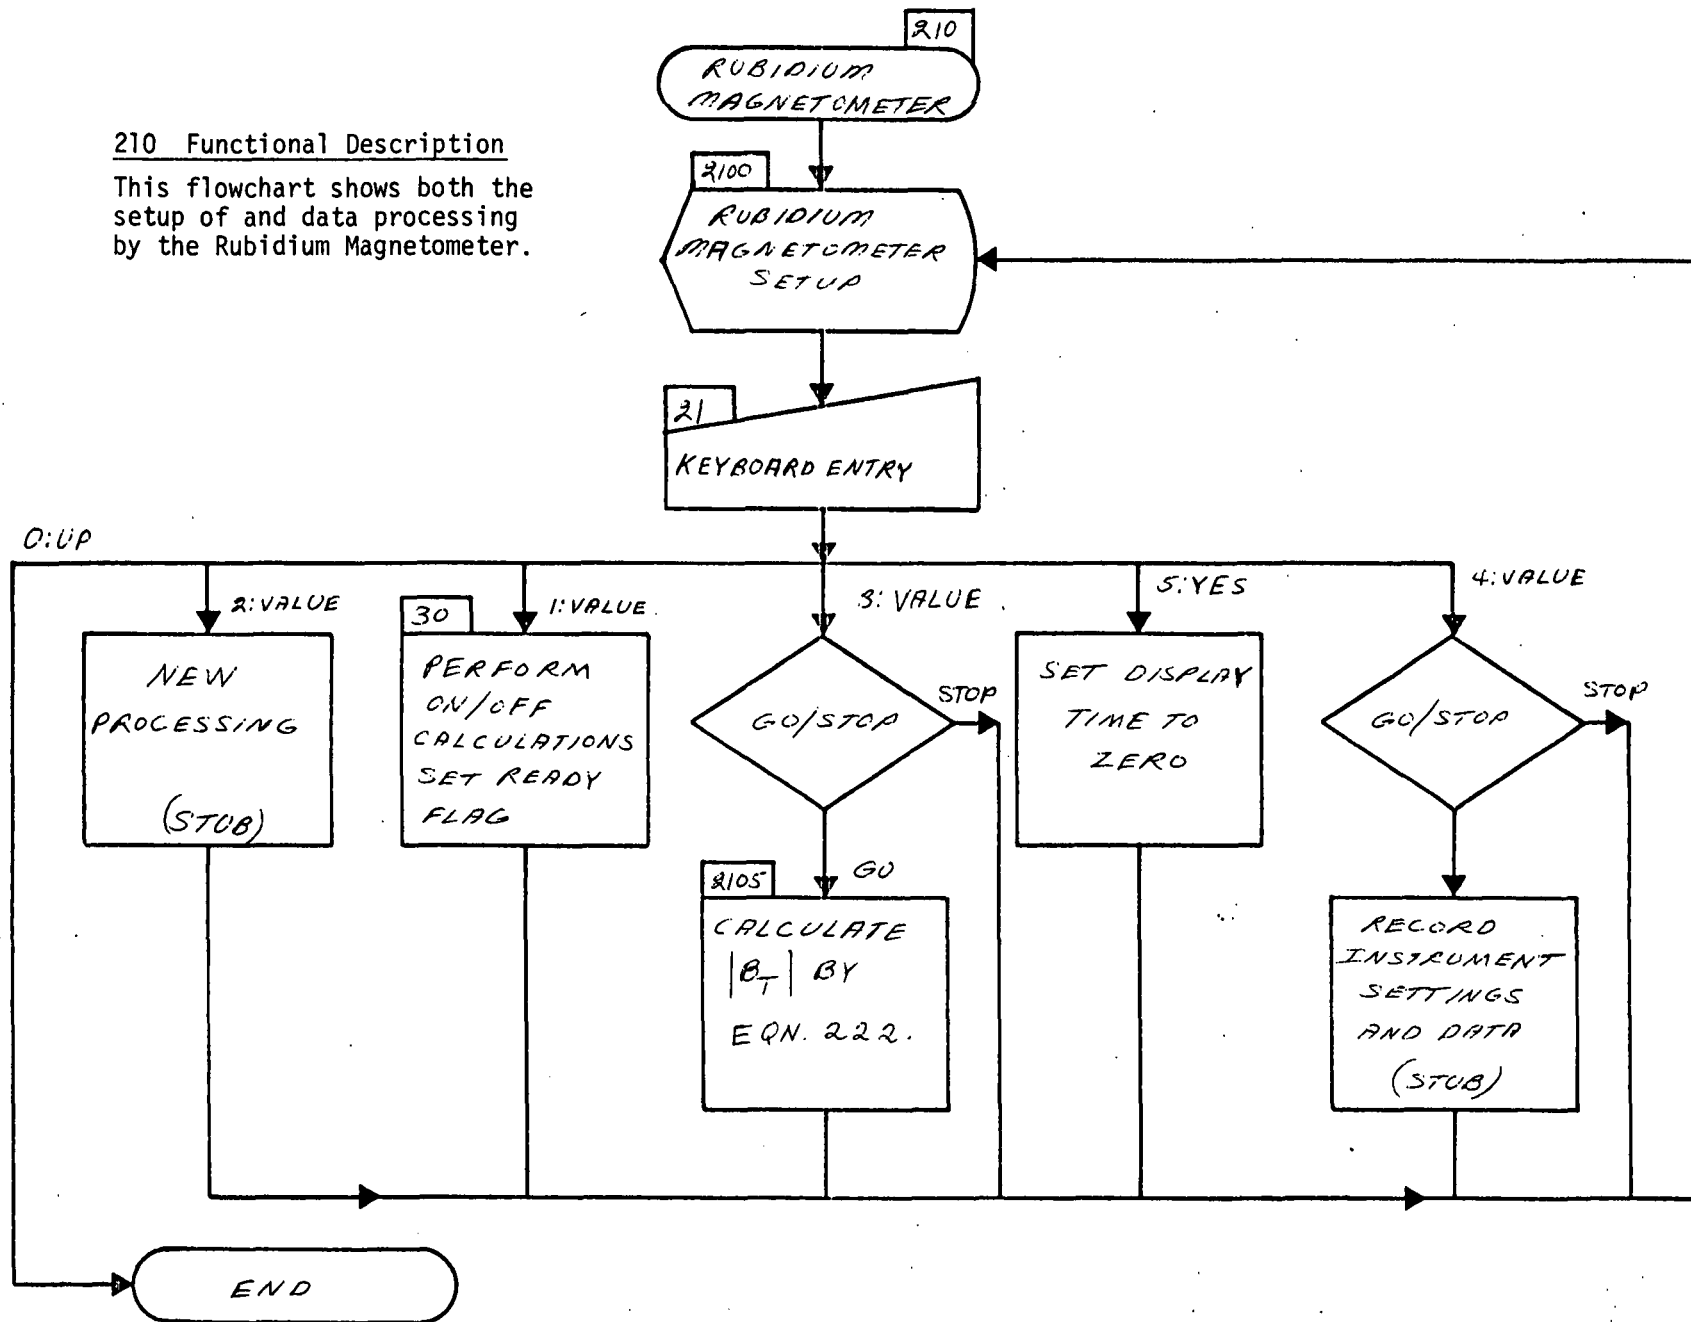 210
RUBIDIUM
MAGNETOMETER
210 Functional Description
This flowchart shows both the
setup of and data processing
by the Rubidium Magnetometer.
2100
RUBIDIUM
MAGNETOMETER
SETUP
21
KEYBOARD ENTRY
0:UP
2:VALUE
NEW
PROCESSING
(STUB)
1:VALUE
30
PERFORM
ON/OFF
CALCULATIONS
SET READY
FLAG
3: VALUE
GO/STOP
STOP
GO
2105
CALCULATE
|B_T| BY
EQN. 222.
5:YES
SET DISPLAY
TIME TO
ZERO
4:VALUE
GO/STOP
STOP
RECORD
INSTRUMENT
SETTINGS
AND DATA
(STUB)
END